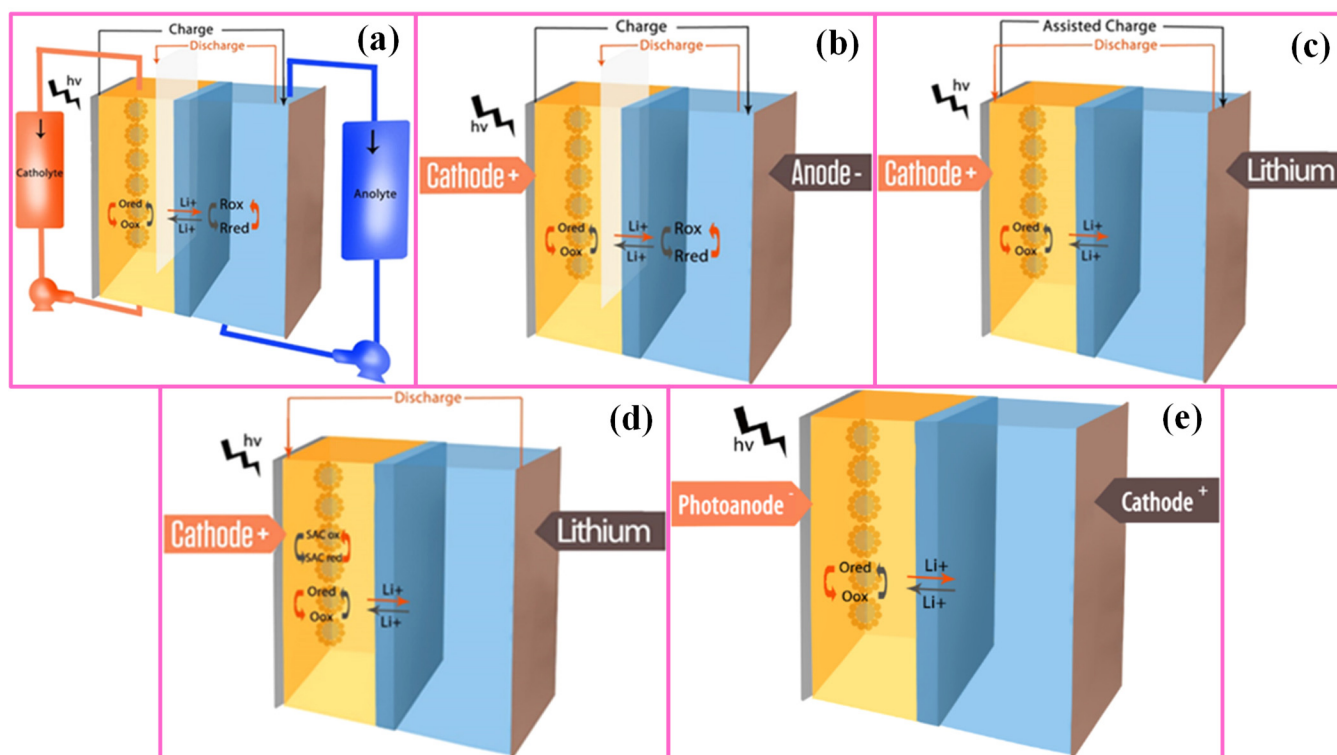 (a)
Charge
Discharge
hv
Catholyte
Anolyte
Ored
Oox
Li+
Li+
Rox
Rred
(b)
Charge
Discharge
hv
Cathode +
Anode -
Ored
Oox
Li+
Li+
Rox
Rred
(c)
Assisted Charge
Discharge
hv
Cathode +
Lithium
Ored
Oox
Li+
Li+
(d)
Discharge
hv
Cathode +
Lithium
SAC ox
SAC red
Ored
Oox
Li+
Li+
(e)
hv
Photoanode -
Cathode +
Ored
Oox
Li+
Li+